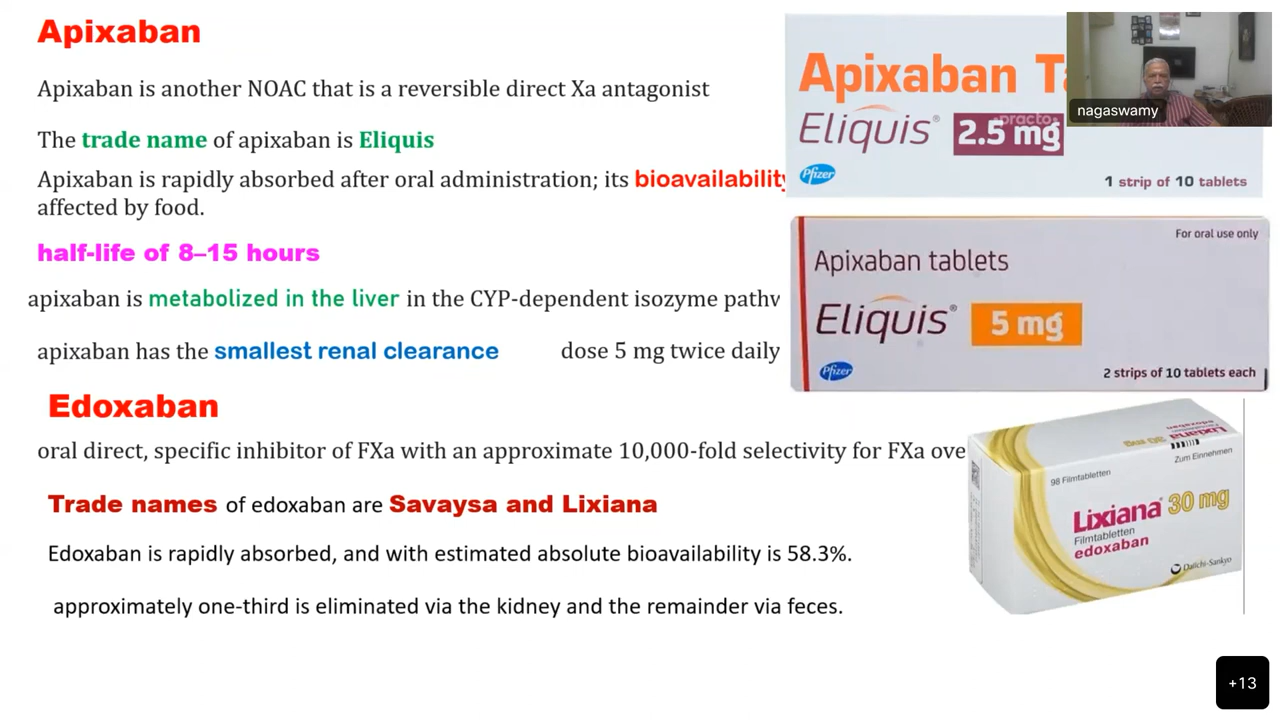 Apixaban
Apixaban is another NOAC that is a reversible direct Xa antagonist
The trade name of apixaban is Eliquis
Apixaban is rapidly absorbed after oral administration; its bioavailability
affected by food.
half-life of 8–15 hours
apixaban is metabolized in the liver in the CYP-dependent isozyme pathv
apixaban has the smallest renal clearance dose 5 mg twice daily
Edoxaban
oral direct, specific inhibitor of FXa with an approximate 10,000-fold selectivity for FXa ove
Trade names of edoxaban are Savaysa and Lixiana
Edoxaban is rapidly absorbed, and with estimated absolute bioavailability is 58.3%.
approximately one-third is eliminated via the kidney and the remainder via feces.
Apixaban Ta
Eliquis® 2.5 mg
practo
Pfizer
1 strip of 10 tablets
nagaswamy
For oral use only
Apixaban tablets
Eliquis® 5 mg
Pfizer
2 strips of 10 tablets each
Lixiana 30 mg
98 Filmtabletten
Zum Einnehmen
Lixiana® 30 mg
Filmtabletten
edoxaban
Daiichi-Sankyo
+13